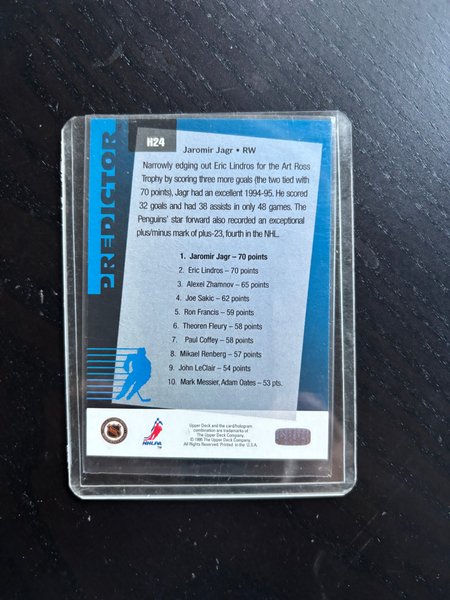 H24
PREDICTOR
Jaromir Jagr • RW
Narrowly edging out Eric Lindros for the Art Ross
Trophy by scoring three more goals (the two tied with
70 points), Jagr had an excellent 1994-95. He scored
32 goals and had 38 assists in only 48 games. The
Penguins' star forward also recorded an exceptional
plus/minus mark of plus-23, fourth in the NHL.
1. Jaromir Jagr – 70 points
2. Eric Lindros – 70 points
3. Alexei Zhamnov – 65 points
4. Joe Sakic – 62 points
5. Ron Francis – 59 points
6. Theoren Fleury – 58 points
7. Paul Coffey – 58 points
8. Mikael Renberg – 57 points
9. John LeClair – 54 points
10. Mark Messier, Adam Oates – 53 pts.
NHLPA
TM
Upper Deck and the card/hologram
combination are trademarks of
The Upper Deck Company.
© 1995 The Upper Deck Company.
All Rights Reserved. Printed in the U.S.A.